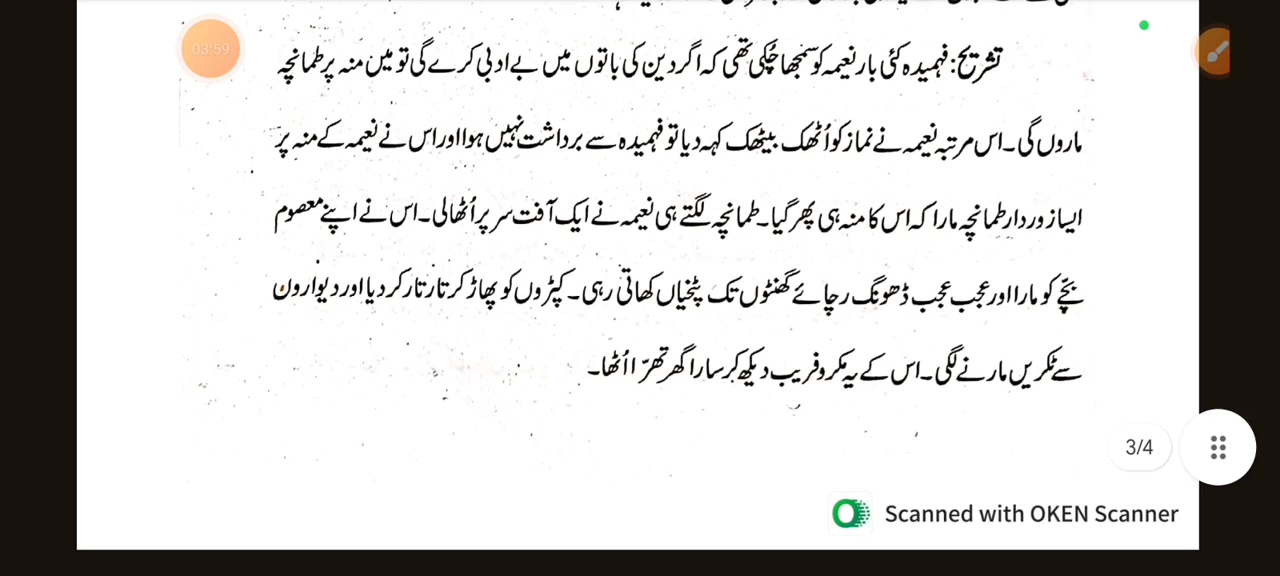 03:59
تشریح: فہمیدہ کئی بار نعیمہ کو سمجھا چُکی تھی کہ اگر دین کی باتوں میں بے ادبی کرے گی تو میں منہ پر طمانچہ
ماروں گی۔ اس مرتبہ نعیمہ نے نماز کو اُٹھک بیٹھک کہہ دیا تو فہمیدہ سے برداشت نہیں ہوا اور اس نے نعیمہ کے منہ پر
ایسا زوردار طمانچہ مارا کہ اس کا منہ ہی پھر گیا۔ طمانچہ لگتے ہی نعیمہ نے ایک آفت سر پر اُٹھالی۔ اس نے اپنے معصوم
بچّے کو مارا اور عجب عجب ڈھونگ رچائے گھنٹوں تک پٹخیاں کھاتی رہی۔ کپڑوں کو پھاڑ کر تار تار کر دیا اور دیواروں
سے ٹکریں مارنے لگی۔ اس کے یہ مکر و فریب دیکھ کر سارا گھر تھرّا اُٹھا۔
3/4
Scanned with OKEN Scanner